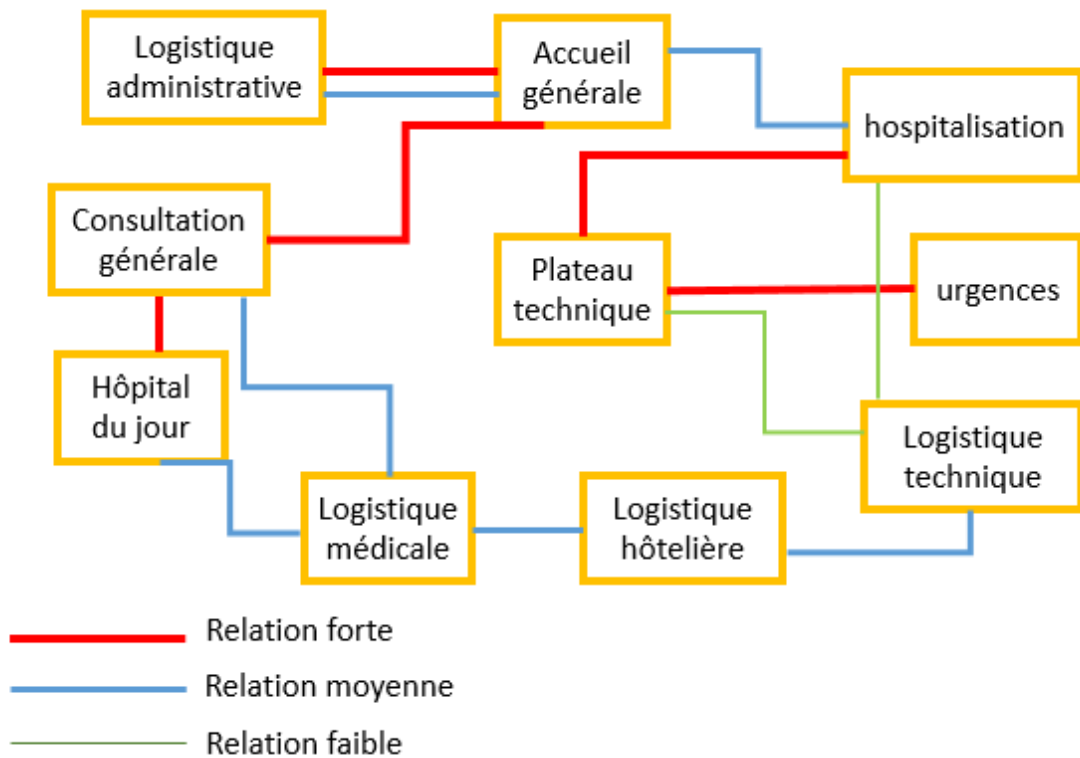 Logistique
administrative
Accueil
générale
hospitalisation
Consultation
générale
Plateau
technique
urgences
Hôpital
du jour
Logistique
technique
Logistique
médicale
Logistique
hôtelière
Relation forte
Relation moyenne
Relation faible